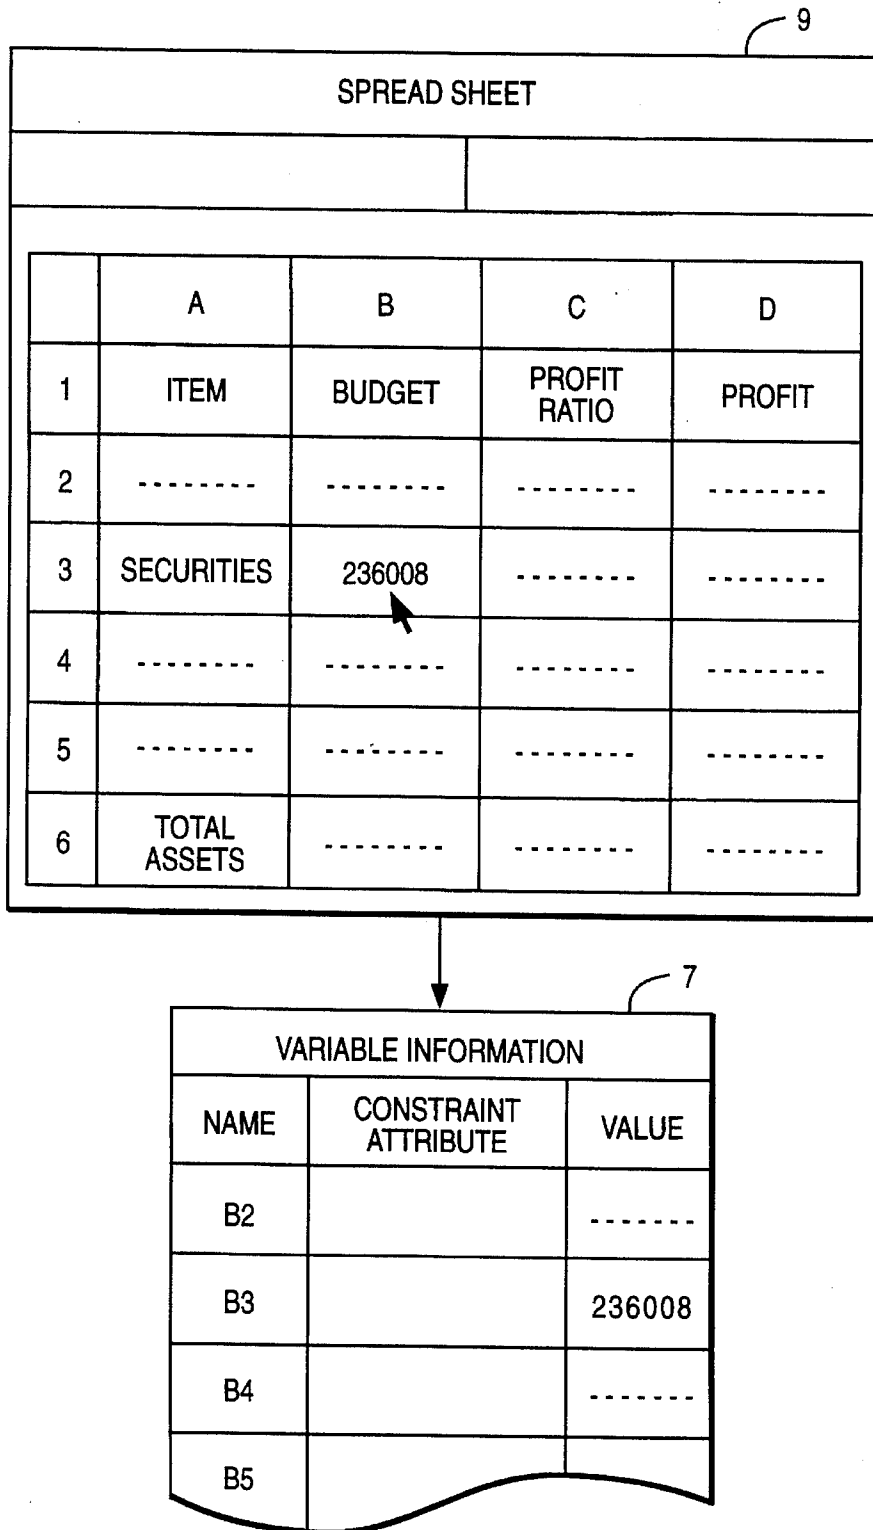 9
SPREAD SHEET
A B C D
1 ITEM BUDGET PROFIT RATIO PROFIT
2 -------- -------- -------- --------
3 SECURITIES 236008 -------- --------
4 -------- -------- -------- --------
5 -------- -------- -------- --------
6 TOTAL ASSETS -------- -------- --------
7
VARIABLE INFORMATION
NAME CONSTRAINT ATTRIBUTE VALUE
B2 -------
B3 236008
B4 -------
B5